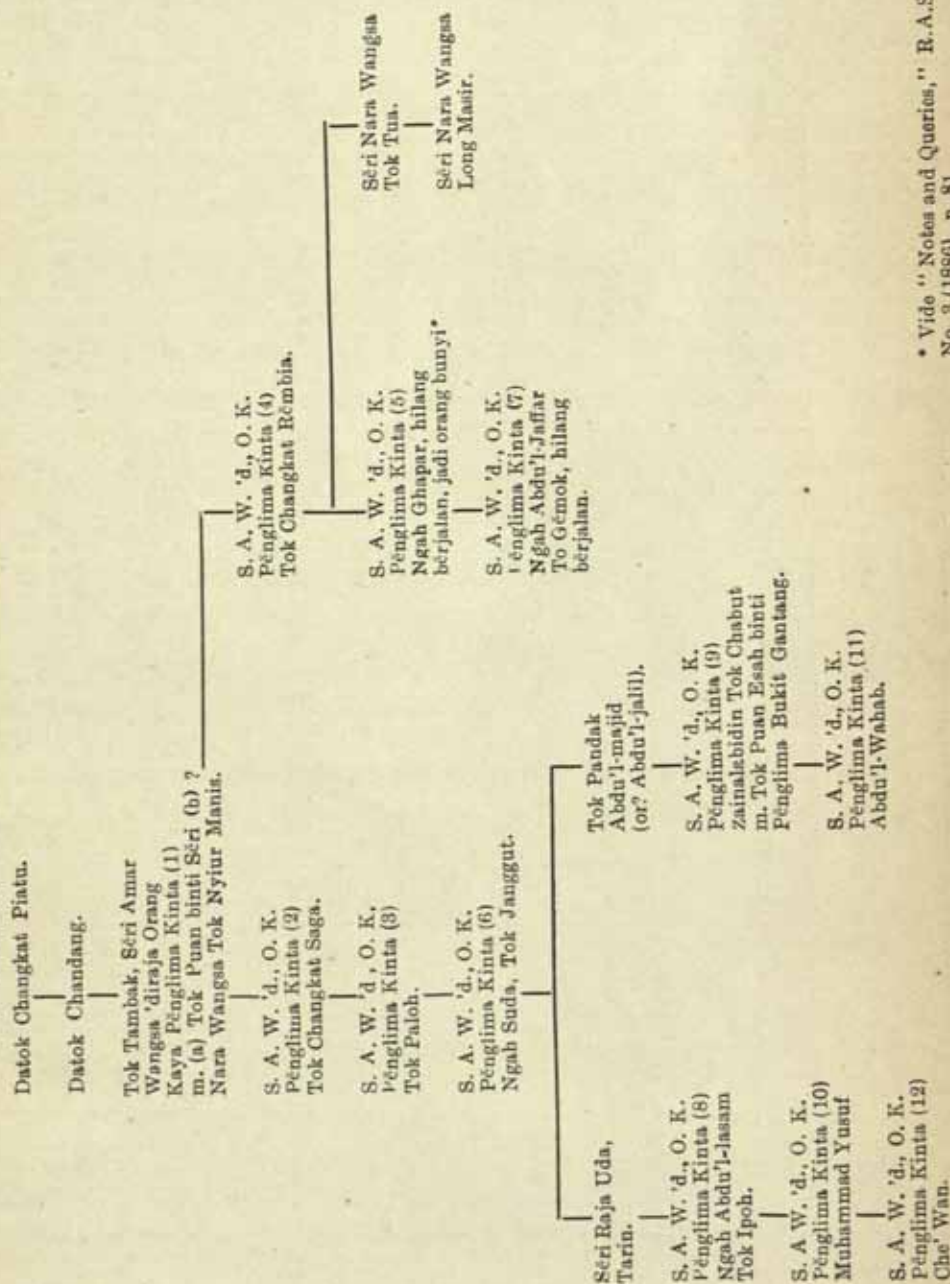 Datok Changkat Piatu.
Datok Chandang.
Tok Tambak, Sĕri Amar
Wangsa 'diraja Orang
Kaya Pĕnglima Kinta (1)
m. (a) Tok Puan binti Sĕri (b) ?
Nara Wangsa Tok Nyiur Manis.
S. A. W. 'd., O. K.
Pĕnglima Kinta (2)
Tok Changkat Saga.
S. A. W. 'd , O. K.
Pĕnglima Kinta (3)
Tok Paloh.
S. A. W. 'd., O. K
Pĕnglima Kinta (6)
Ngah Suda, Tok Janggut.
Sĕri Raja Uda,
Tarin.
S. A. W. 'd., O. K.
Pĕnglima Kinta (8)
Ngah Abdu'l-lasam
Tok Ipoh.
S. A W. 'd., O. K.
Pĕnglima Kinta (10)
Muhammad Yusuf
S. A. W. 'd., O. K.
Pĕnglima Kinta (12)
Che' Wan.
Tok Pandak
Abdu'l-majid
(or? Abdu'l-jalil).
S. A. W. 'd., O. K.
Pĕnglima Kinta (9)
Zainalabidin Tok Chabut
m. Tok Puan Esah binti
Pĕnglima Bukit Gantang.
S. A. W. 'd., O. K.
Pĕnglima Kinta (11)
Abdu'l-Wahab.
S. A. W. 'd., O. K.
Pĕnglima Kinta (4)
Tok Changkat Rĕmbia.
S. A. W. 'd., O. K.
Pĕnglima Kinta (5)
Ngah Ghapar, hilang
bĕrjalan, jadi orang bunyi*
S. A. W. 'd., O. K.
ĕnglima Kinta (7)
Ngah Abdu'l-Jaffar
To Gĕmok, hilang
bĕrjalan.
Sĕri Nara Wangsa
Tok Tua.
Sĕri Nara Wangsa
Long Masir.
* Vide " Notes and Queries," R.A.S
No. 3 (1886), p. 81